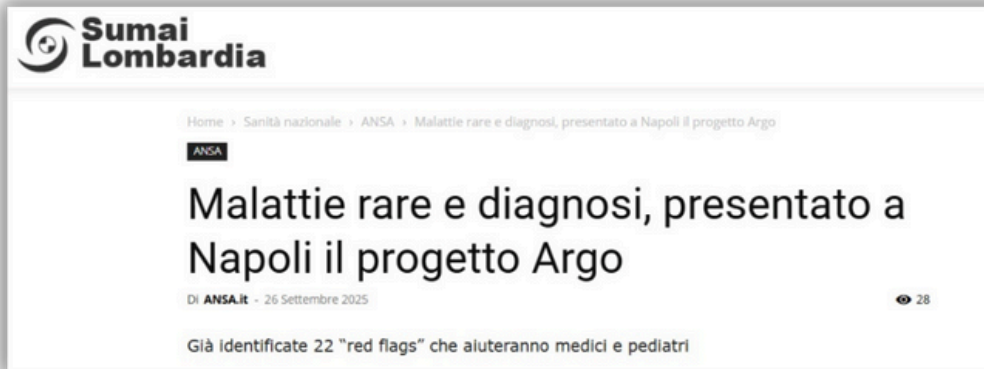 Sumai
Lombardia
Home › Sanità nazionale › ANSA › Malattie rare e diagnosi, presentato a Napoli il progetto Argo
ANSA
Malattie rare e diagnosi, presentato a
Napoli il progetto Argo
Di ANSA.it - 26 Settembre 2025
28
Già identificate 22 “red flags” che aiuteranno medici e pediatri